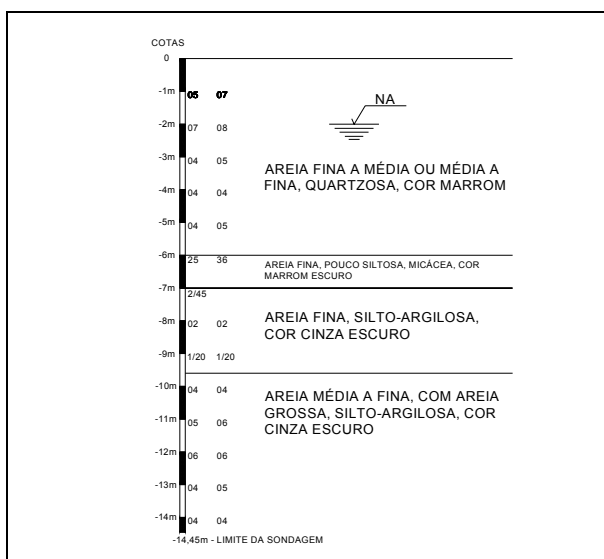 COTAS
0
-1m 05 07
NA
-2m 07 08
-3m 04 05
AREIA FINA A MÉDIA OU MÉDIA A
FINA, QUARTZOSA, COR MARROM
-4m 04 04
-5m 04 05
-6m 25 36
AREIA FINA, POUCO SILTOSA, MICÁCEA, COR
MARROM ESCURO
-7m 2/45
AREIA FINA, SILTO-ARGILOSA,
COR CINZA ESCURO
-8m 02 02
-9m 1/20 1/20
-10m 04 04
AREIA MÉDIA A FINA, COM AREIA
GROSSA, SILTO-ARGILOSA, COR
CINZA ESCURO
-11m 05 06
-12m 06 06
-13m 04 05
-14m 04 04
-14,45m - LIMITE DA SONDAGEM